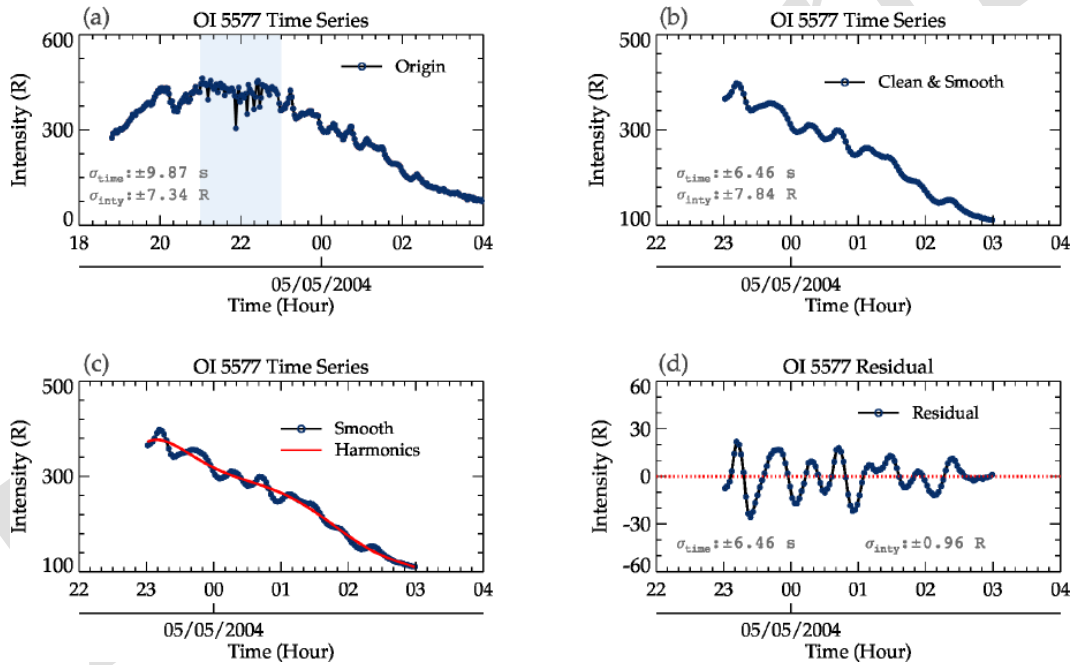 (a)
OI 5577 Time Series
600
300
0
Intensity (R)
Origin
σtime:±9.87 s
σinty:±7.34 R
18 20 22 00 02 04
05/05/2004
Time (Hour)
(b)
OI 5577 Time Series
500
300
100
Intensity (R)
Clean & Smooth
σtime:±6.46 s
σinty:±7.84 R
22 23 00 01 02 03 04
05/05/2004
Time (Hour)
(c)
OI 5577 Time Series
500
300
100
Intensity (R)
Smooth
Harmonics
22 23 00 01 02 03 04
05/05/2004
Time (Hour)
(d)
OI 5577 Residual
60
30
0
-30
-60
Intensity (R)
Residual
σtime:±6.46 s σinty:±0.96 R
22 23 00 01 02 03 04
05/05/2004
Time (Hour)